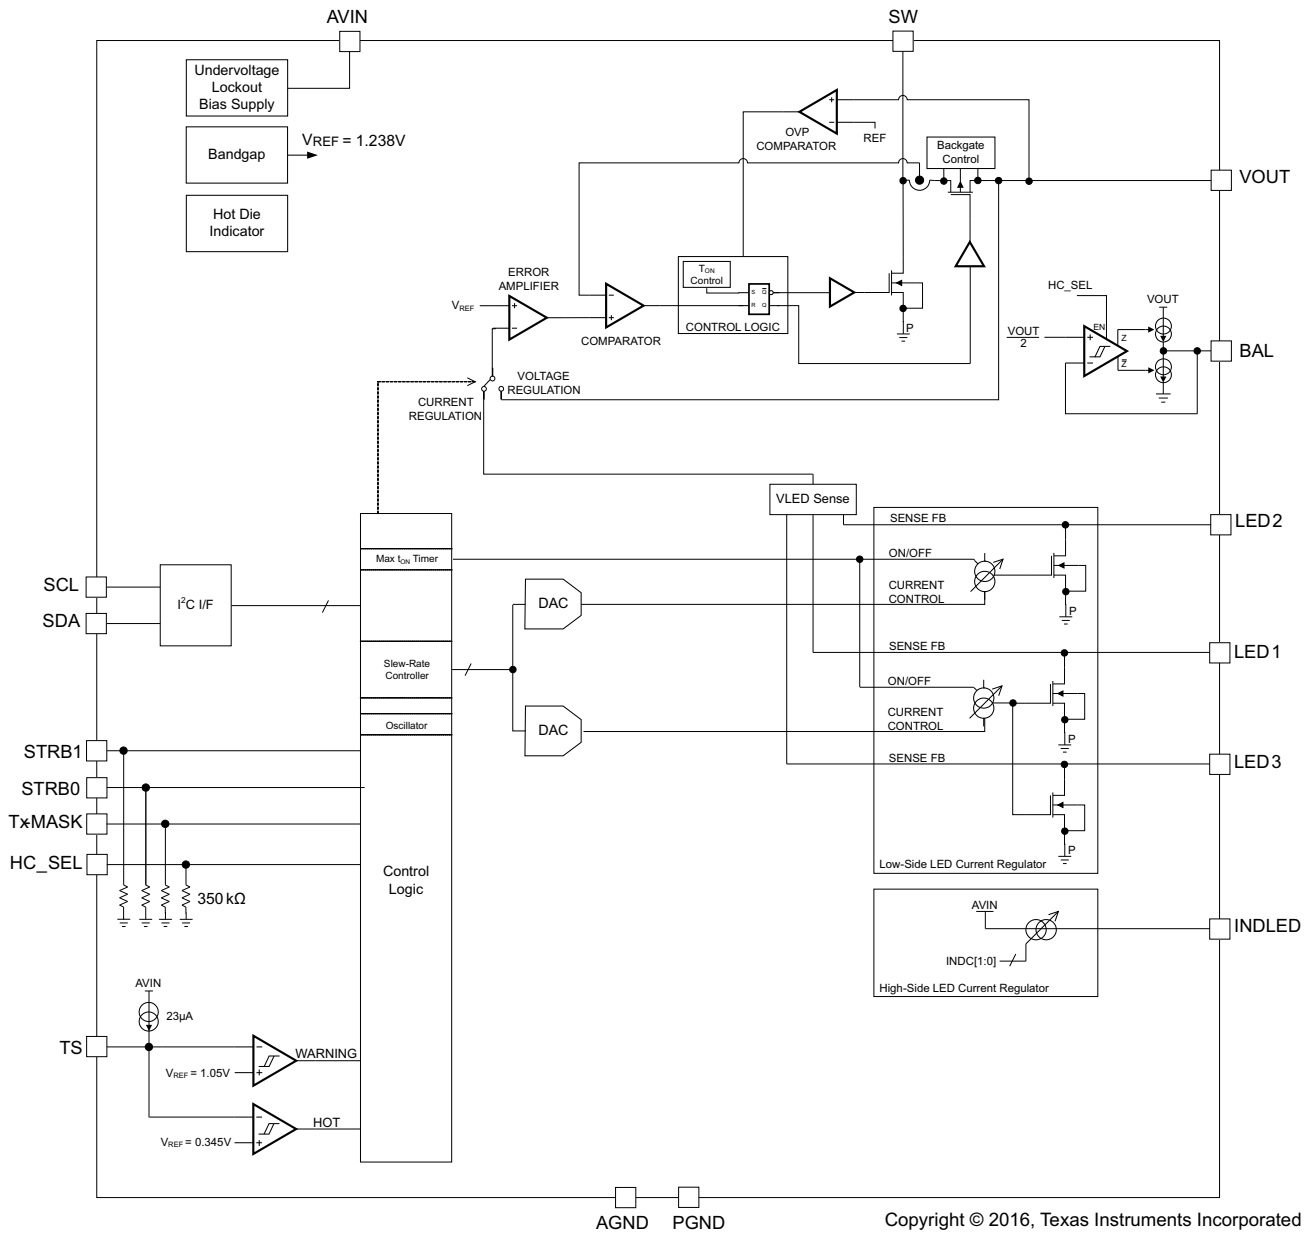 AVIN
SW
Undervoltage
Lockout
Bias Supply
Bandgap
VREF = 1.238V
Hot Die
Indicator
OVP
COMPARATOR
+
−
REF
Backgate
Control
VOUT
ERROR
AMPLIFIER
VREF
+
−
−
+
COMPARATOR
TON
Control
S Q̅
R Q
CONTROL LOGIC
P
HC_SEL
VOUT
VOUT
2
EN
+
−
Z
Z̅
BAL
VOLTAGE
REGULATION
CURRENT
REGULATION
VLED Sense
SENSE FB
LED2
Max tON Timer
ON/OFF
CURRENT
CONTROL
P
SCL
SDA
I2C I/F
DAC
SENSE FB
LED1
Slew-Rate
Controller
ON/OFF
CURRENT
CONTROL
P
Oscillator
DAC
STRB1
SENSE FB
LED3
STRB0
Tx-MASK
HC_SEL
P
Low-Side LED Current Regulator
Control
Logic
350 kΩ
AVIN
INDLED
INDC[1:0]
High-Side LED Current Regulator
AVIN
23µA
TS
−
+
WARNING
VREF = 1.05V
−
+
HOT
VREF = 0.345V
AGND
PGND
Copyright © 2016, Texas Instruments Incorporated